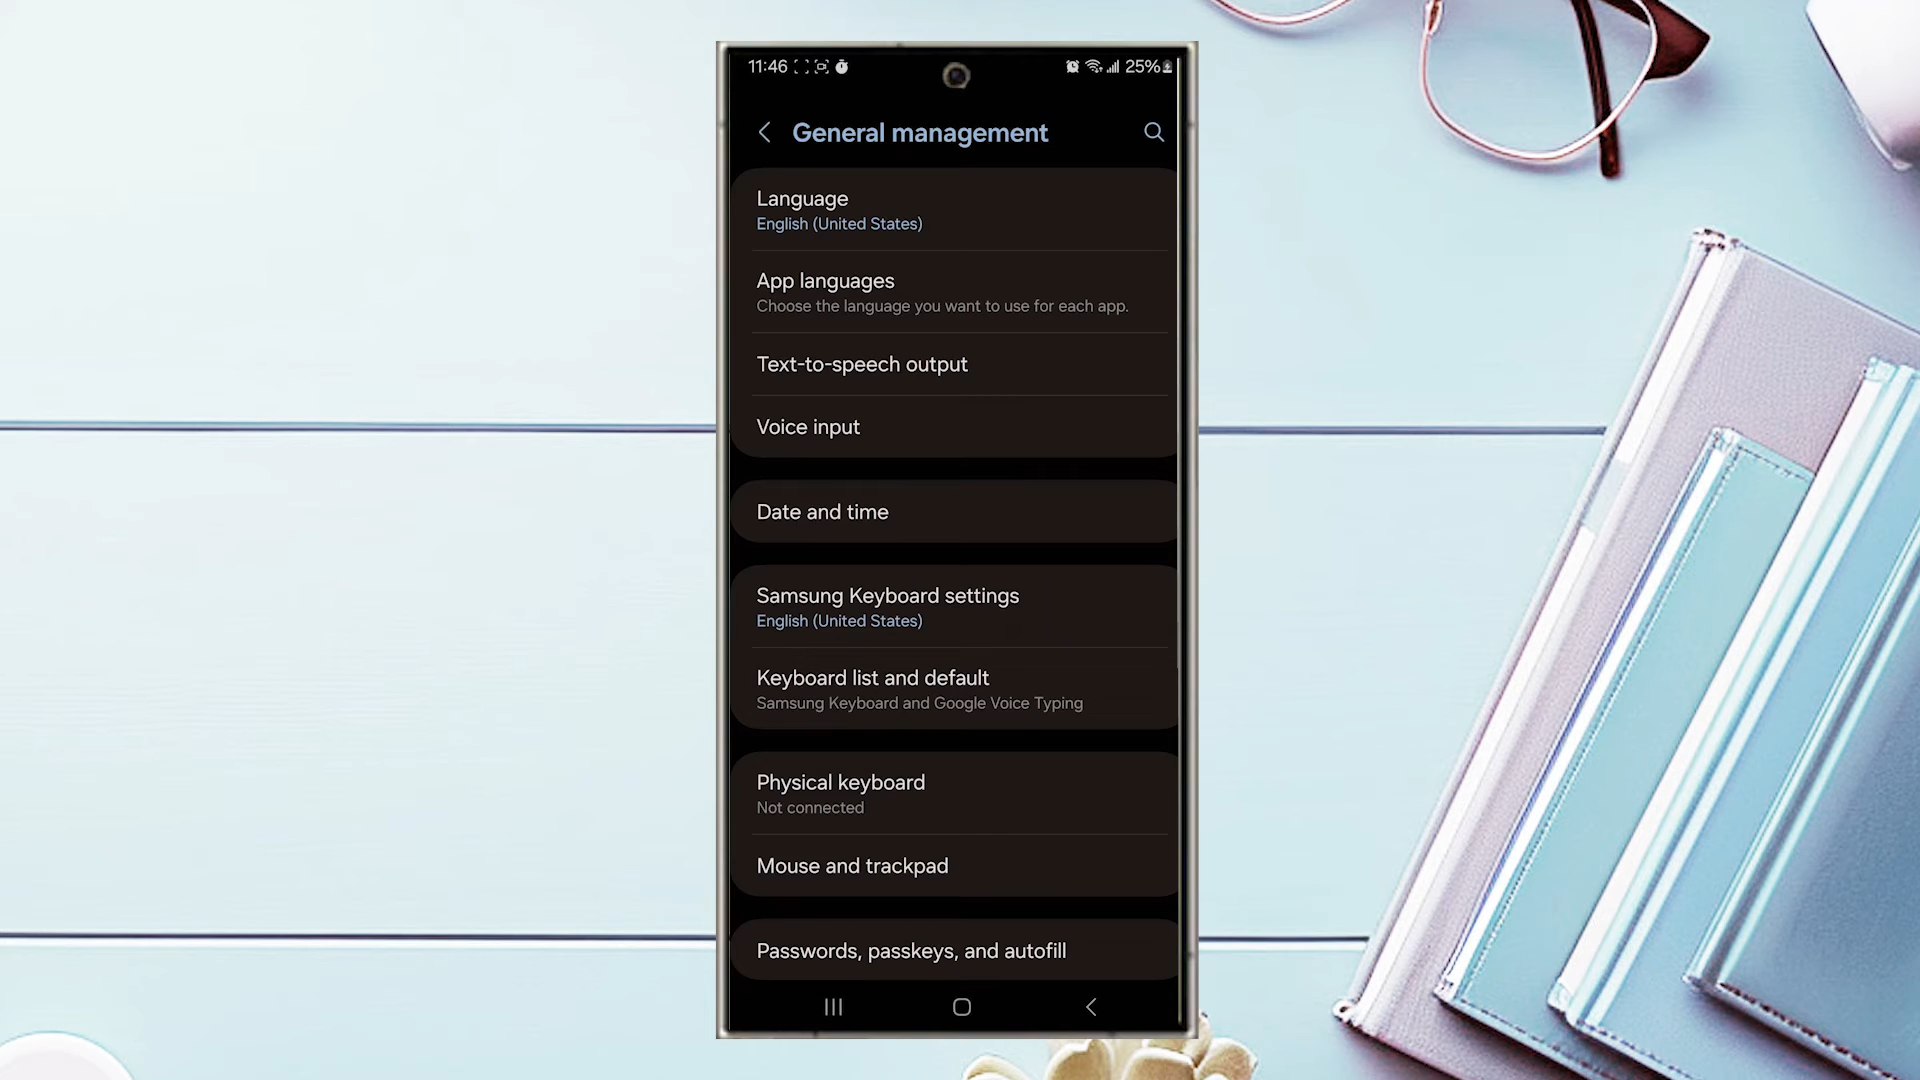 11:46 25%
General management
Language
English (United States)
App languages
Choose the language you want to use for each app.
Text-to-speech output
Voice input
Date and time
Samsung Keyboard settings
English (United States)
Keyboard list and default
Samsung Keyboard and Google Voice Typing
Physical keyboard
Not connected
Mouse and trackpad
Passwords, passkeys, and autofill